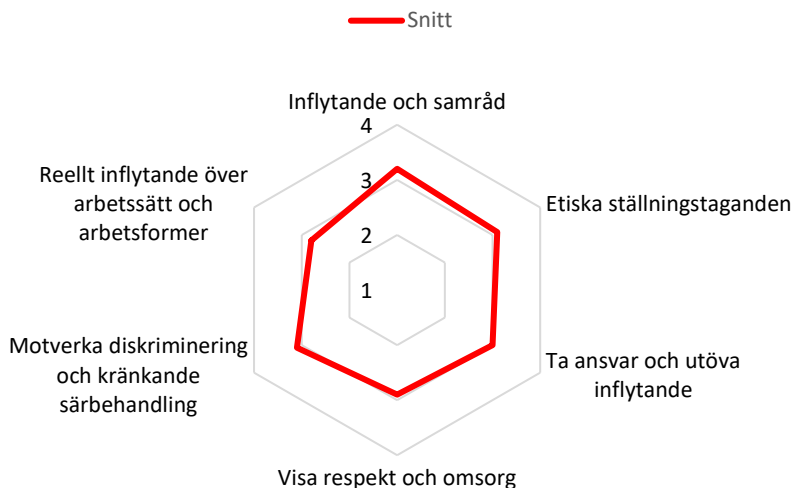 Snitt
Inflytande och samråd
4
3
2
1
Etiska ställningstaganden
Ta ansvar och utöva
inflytande
Visa respekt och omsorg
Motverka diskriminering
och kränkande
särbehandling
Reellt inflytande över
arbetssätt och
arbetsformer